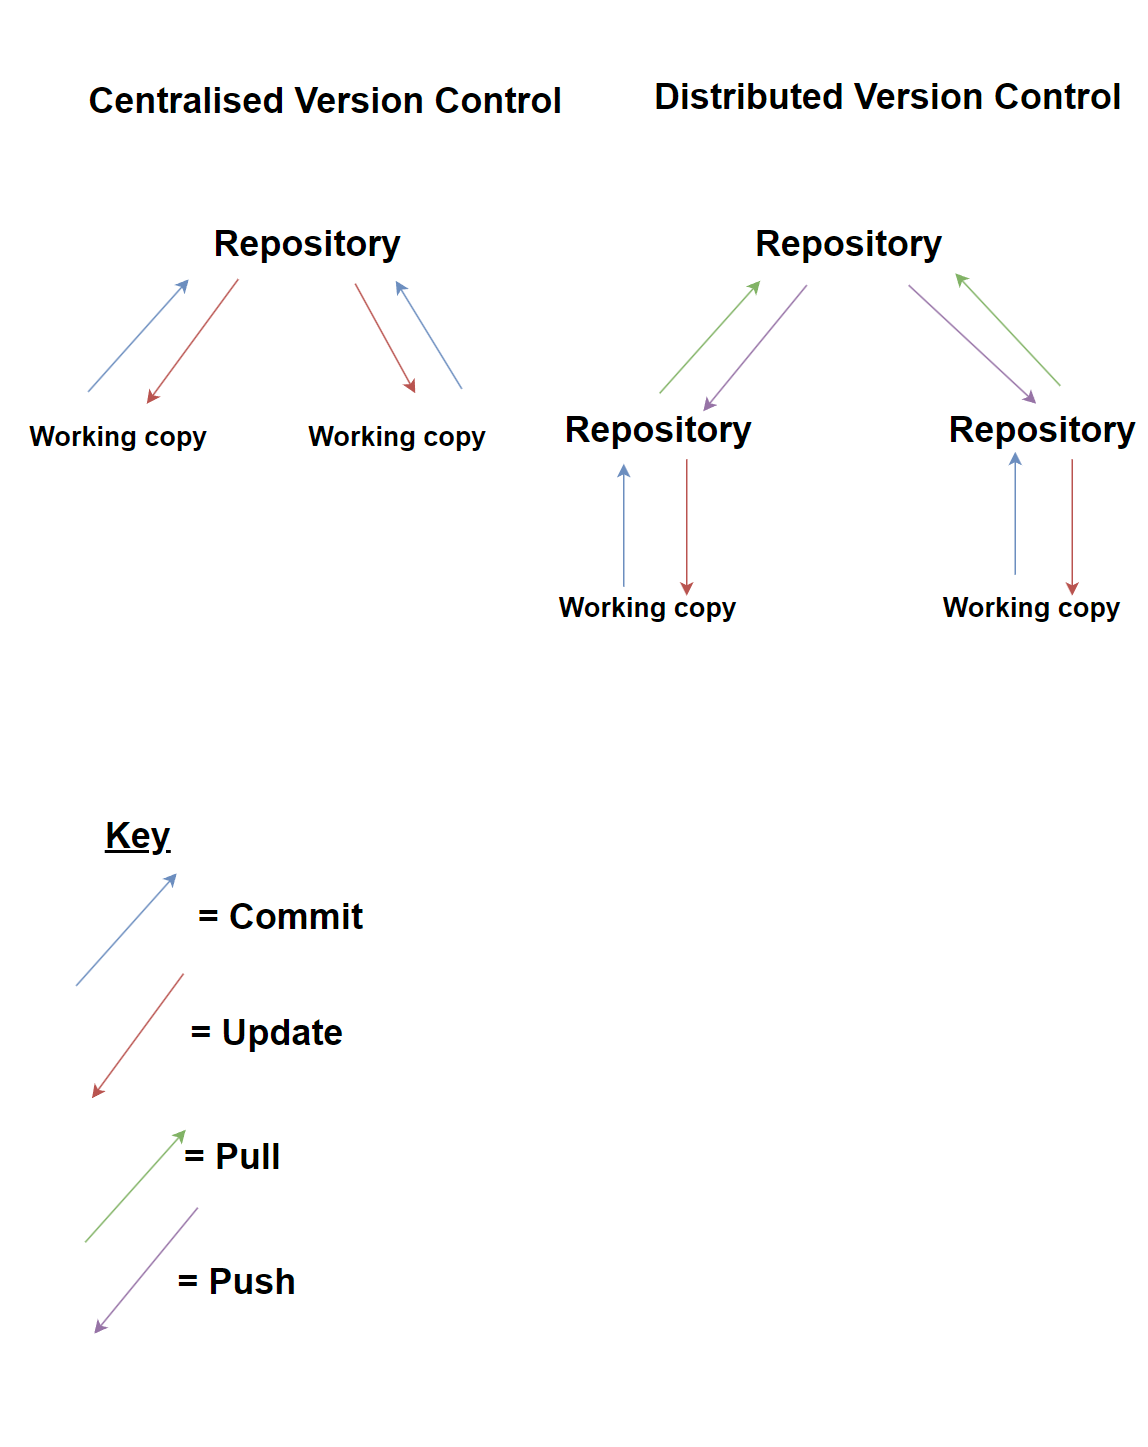 Centralised Version Control
Distributed Version Control
Repository
Repository
Working copy
Working copy
Repository
Repository
Working copy
Working copy
Key
= Commit
= Update
= Pull
= Push